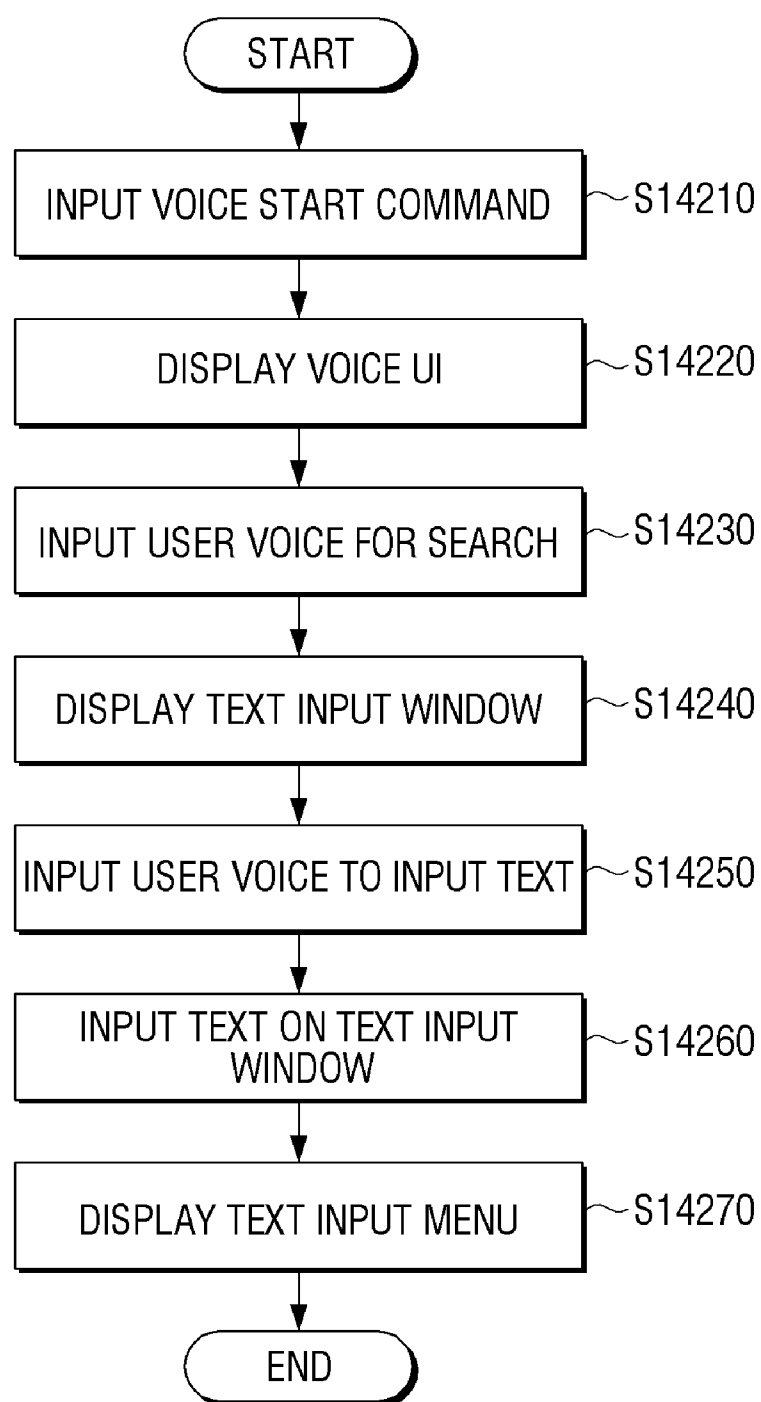 START
INPUT VOICE START COMMAND
S14210
DISPLAY VOICE UI
S14220
INPUT USER VOICE FOR SEARCH
S14230
DISPLAY TEXT INPUT WINDOW
S14240
INPUT USER VOICE TO INPUT TEXT
S14250
INPUT TEXT ON TEXT INPUT
WINDOW
S14260
DISPLAY TEXT INPUT MENU
S14270
END